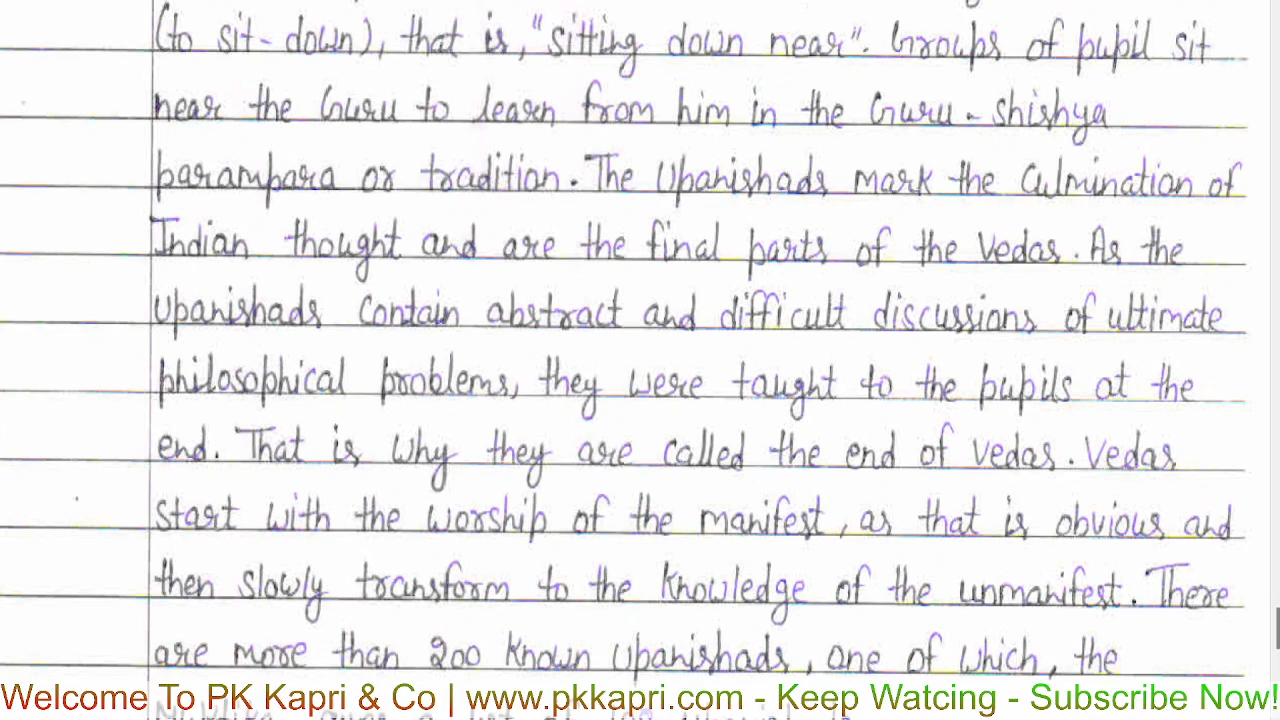 (to sit-down), that is, "sitting down near". Groups of pupil sit
near the Guru to learn from him in the Guru - Shishya
parampara or tradition. The Upanishads mark the culmination of
Indian thought and are the final parts of the Vedas. As the
Upanishads contain abstract and difficult discussions of ultimate
philosophical problems, they were taught to the pupils at the
end. That is why they are called the end of vedas. Vedas
start with the worship of the manifest, as that is obvious and
then slowly transform to the knowledge of the unmanifest. There
are more than 200 known Upanishads, one of which, the
Welcome To PK Kapri & Co | www.pkkapri.com - Keep Watcing - Subscribe Now!